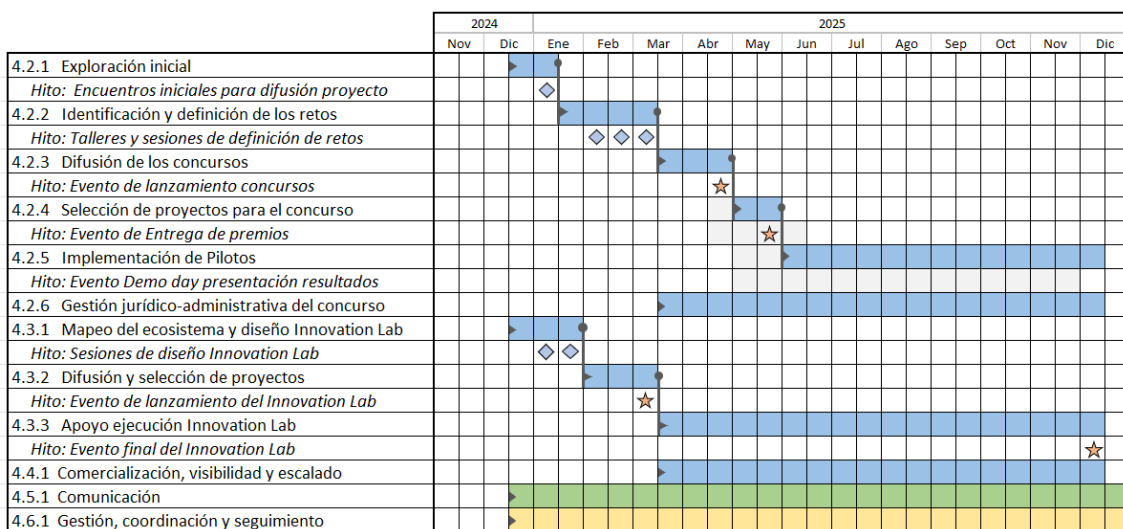 2024 2025
Nov Dic Ene Feb Mar Abr May Jun Jul Ago Sep Oct Nov Dic
4.2.1 Exploración inicial
Hito: Encuentros iniciales para difusión proyecto
4.2.2 Identificación y definición de los retos
Hito: Talleres y sesiones de definición de retos
4.2.3 Difusión de los concursos
Hito: Evento de lanzamiento concursos
4.2.4 Selección de proyectos para el concurso
Hito: Evento de Entrega de premios
4.2.5 Implementación de Pilotos
Hito: Evento Demo day presentación resultados
4.2.6 Gestión jurídico-administrativa del concurso
4.3.1 Mapeo del ecosistema y diseño Innovation Lab
Hito: Sesiones de diseño Innovation Lab
4.3.2 Difusión y selección de proyectos
Hito: Evento de lanzamiento del Innovation Lab
4.3.3 Apoyo ejecución Innovation Lab
Hito: Evento final del Innovation Lab
4.4.1 Comercialización, visibilidad y escalado
4.5.1 Comunicación
4.6.1 Gestión, coordinación y seguimiento